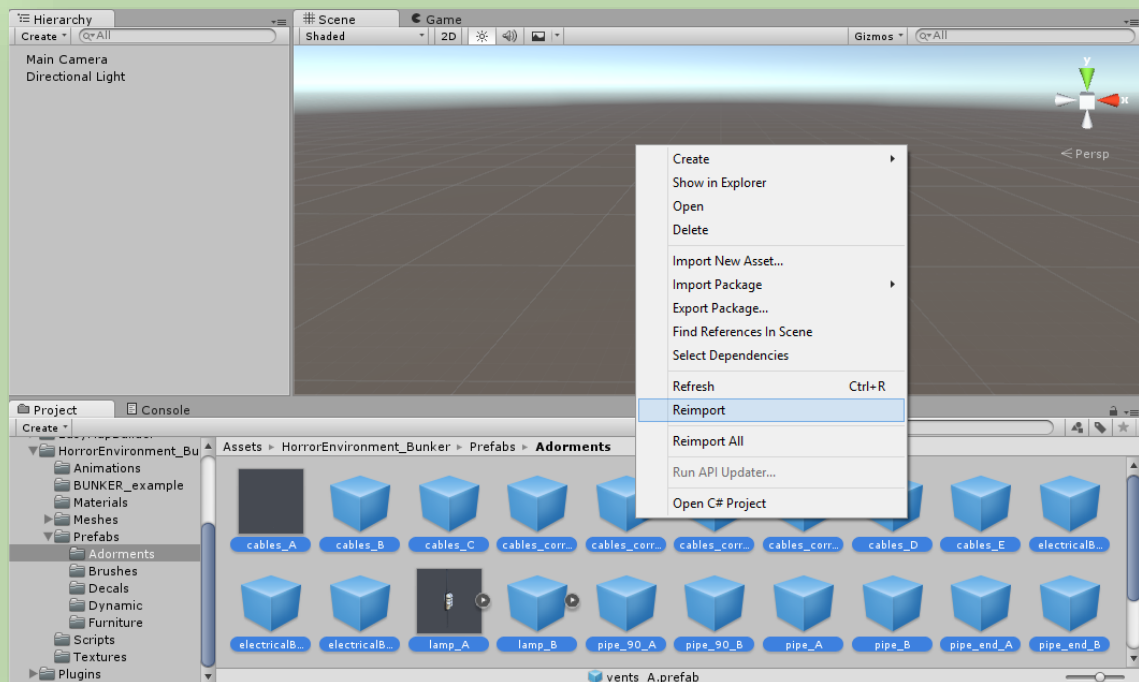 Hierarchy
Create All
Main Camera
Directional Light
Scene Game
Shaded 2D Gizmos All
y
x
Persp
Create
Show in Explorer
Open
Delete
Import New Asset...
Import Package
Export Package...
Find References In Scene
Select Dependencies
Refresh Ctrl+R
Reimport
Reimport All
Run API Updater...
Open C# Project
Project Console
Create
HorrorEnvironment_Bu
Animations
BUNKER_example
Materials
Meshes
Prefabs
Adorments
Brushes
Decals
Dynamic
Furniture
Scripts
Textures
Plugins
Assets HorrorEnvironment_Bunker Prefabs Adorments
cables_A cables_B cables_C cables_corr... cables_corr... cables_corr... cables_corr... cables_D cables_E electricalB...
electricalB... electricalB... lamp_A lamp_B pipe_90_A pipe_90_B pipe_A pipe_B pipe_end_A pipe_end_B
vents_A.prefab